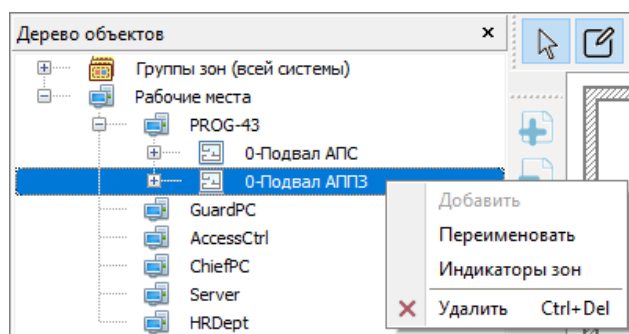 Дерево объектов
Группы зон (всей системы)
Рабочие места
PROG-43
0-Подвал АПС
0-Подвал АППЗ
GuardPC
AccessCtrl
ChiefPC
Server
HRDept
Добавить
Переименовать
Индикаторы зон
Удалить Ctrl+Del